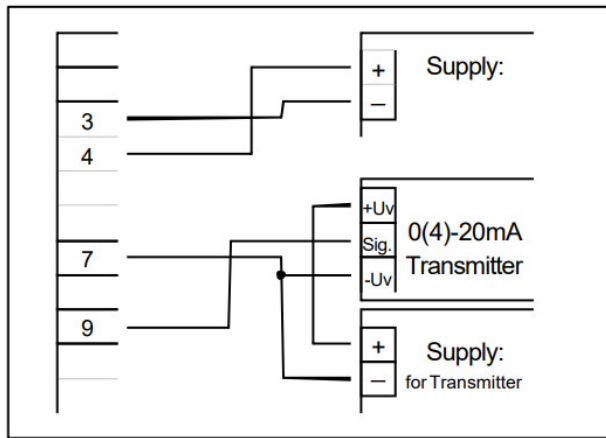 3
4
7
9
+
–
Supply:
+Uv
Sig.
-Uv
0(4)-20mA
Transmitter
+
–
Supply:
for Transmitter